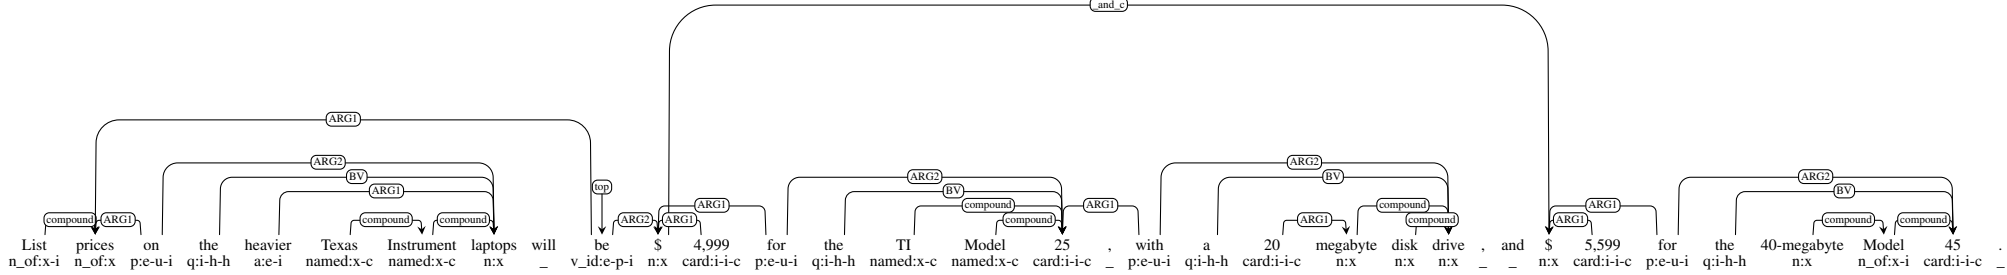 _and_c
ARG1
ARG2 ARG2 ARG2
BV ARG2 BV ARG2
ARG1 top BV BV
ARG1 compound ARG1 compound ARG1
compound ARG1 compound compound ARG2 ARG1 compound ARG1 compound ARG1 compound compound
List prices on the heavier Texas Instrument laptops will be $ 4,999 for the TI Model 25 , with a 20 megabyte disk drive , and $ 5,599 for the 40-megabyte Model 45 .
n_of:x-i n_of:x p:e-u-i q:i-h-h a:e-i named:x-c named:x-c n:x _ v_id:e-p-i n:x card:i-i-c p:e-u-i q:i-h-h named:x-c named:x-c card:i-i-c _ p:e-u-i q:i-h-h card:i-i-c n:x n:x n:x _ _ n:x card:i-i-c p:e-u-i q:i-h-h n:x n_of:x-i card:i-i-c _